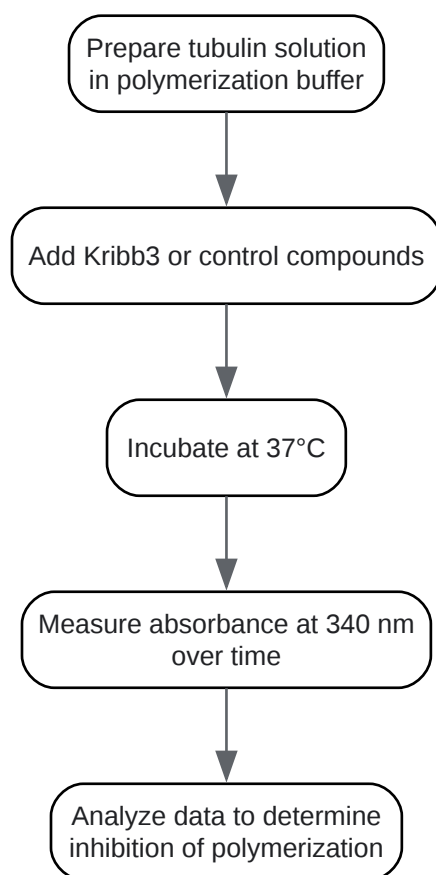 Prepare tubulin solution
in polymerization buffer
Add Kribb3 or control compounds
Incubate at 37°C
Measure absorbance at 340 nm
over time
Analyze data to determine
inhibition of polymerization